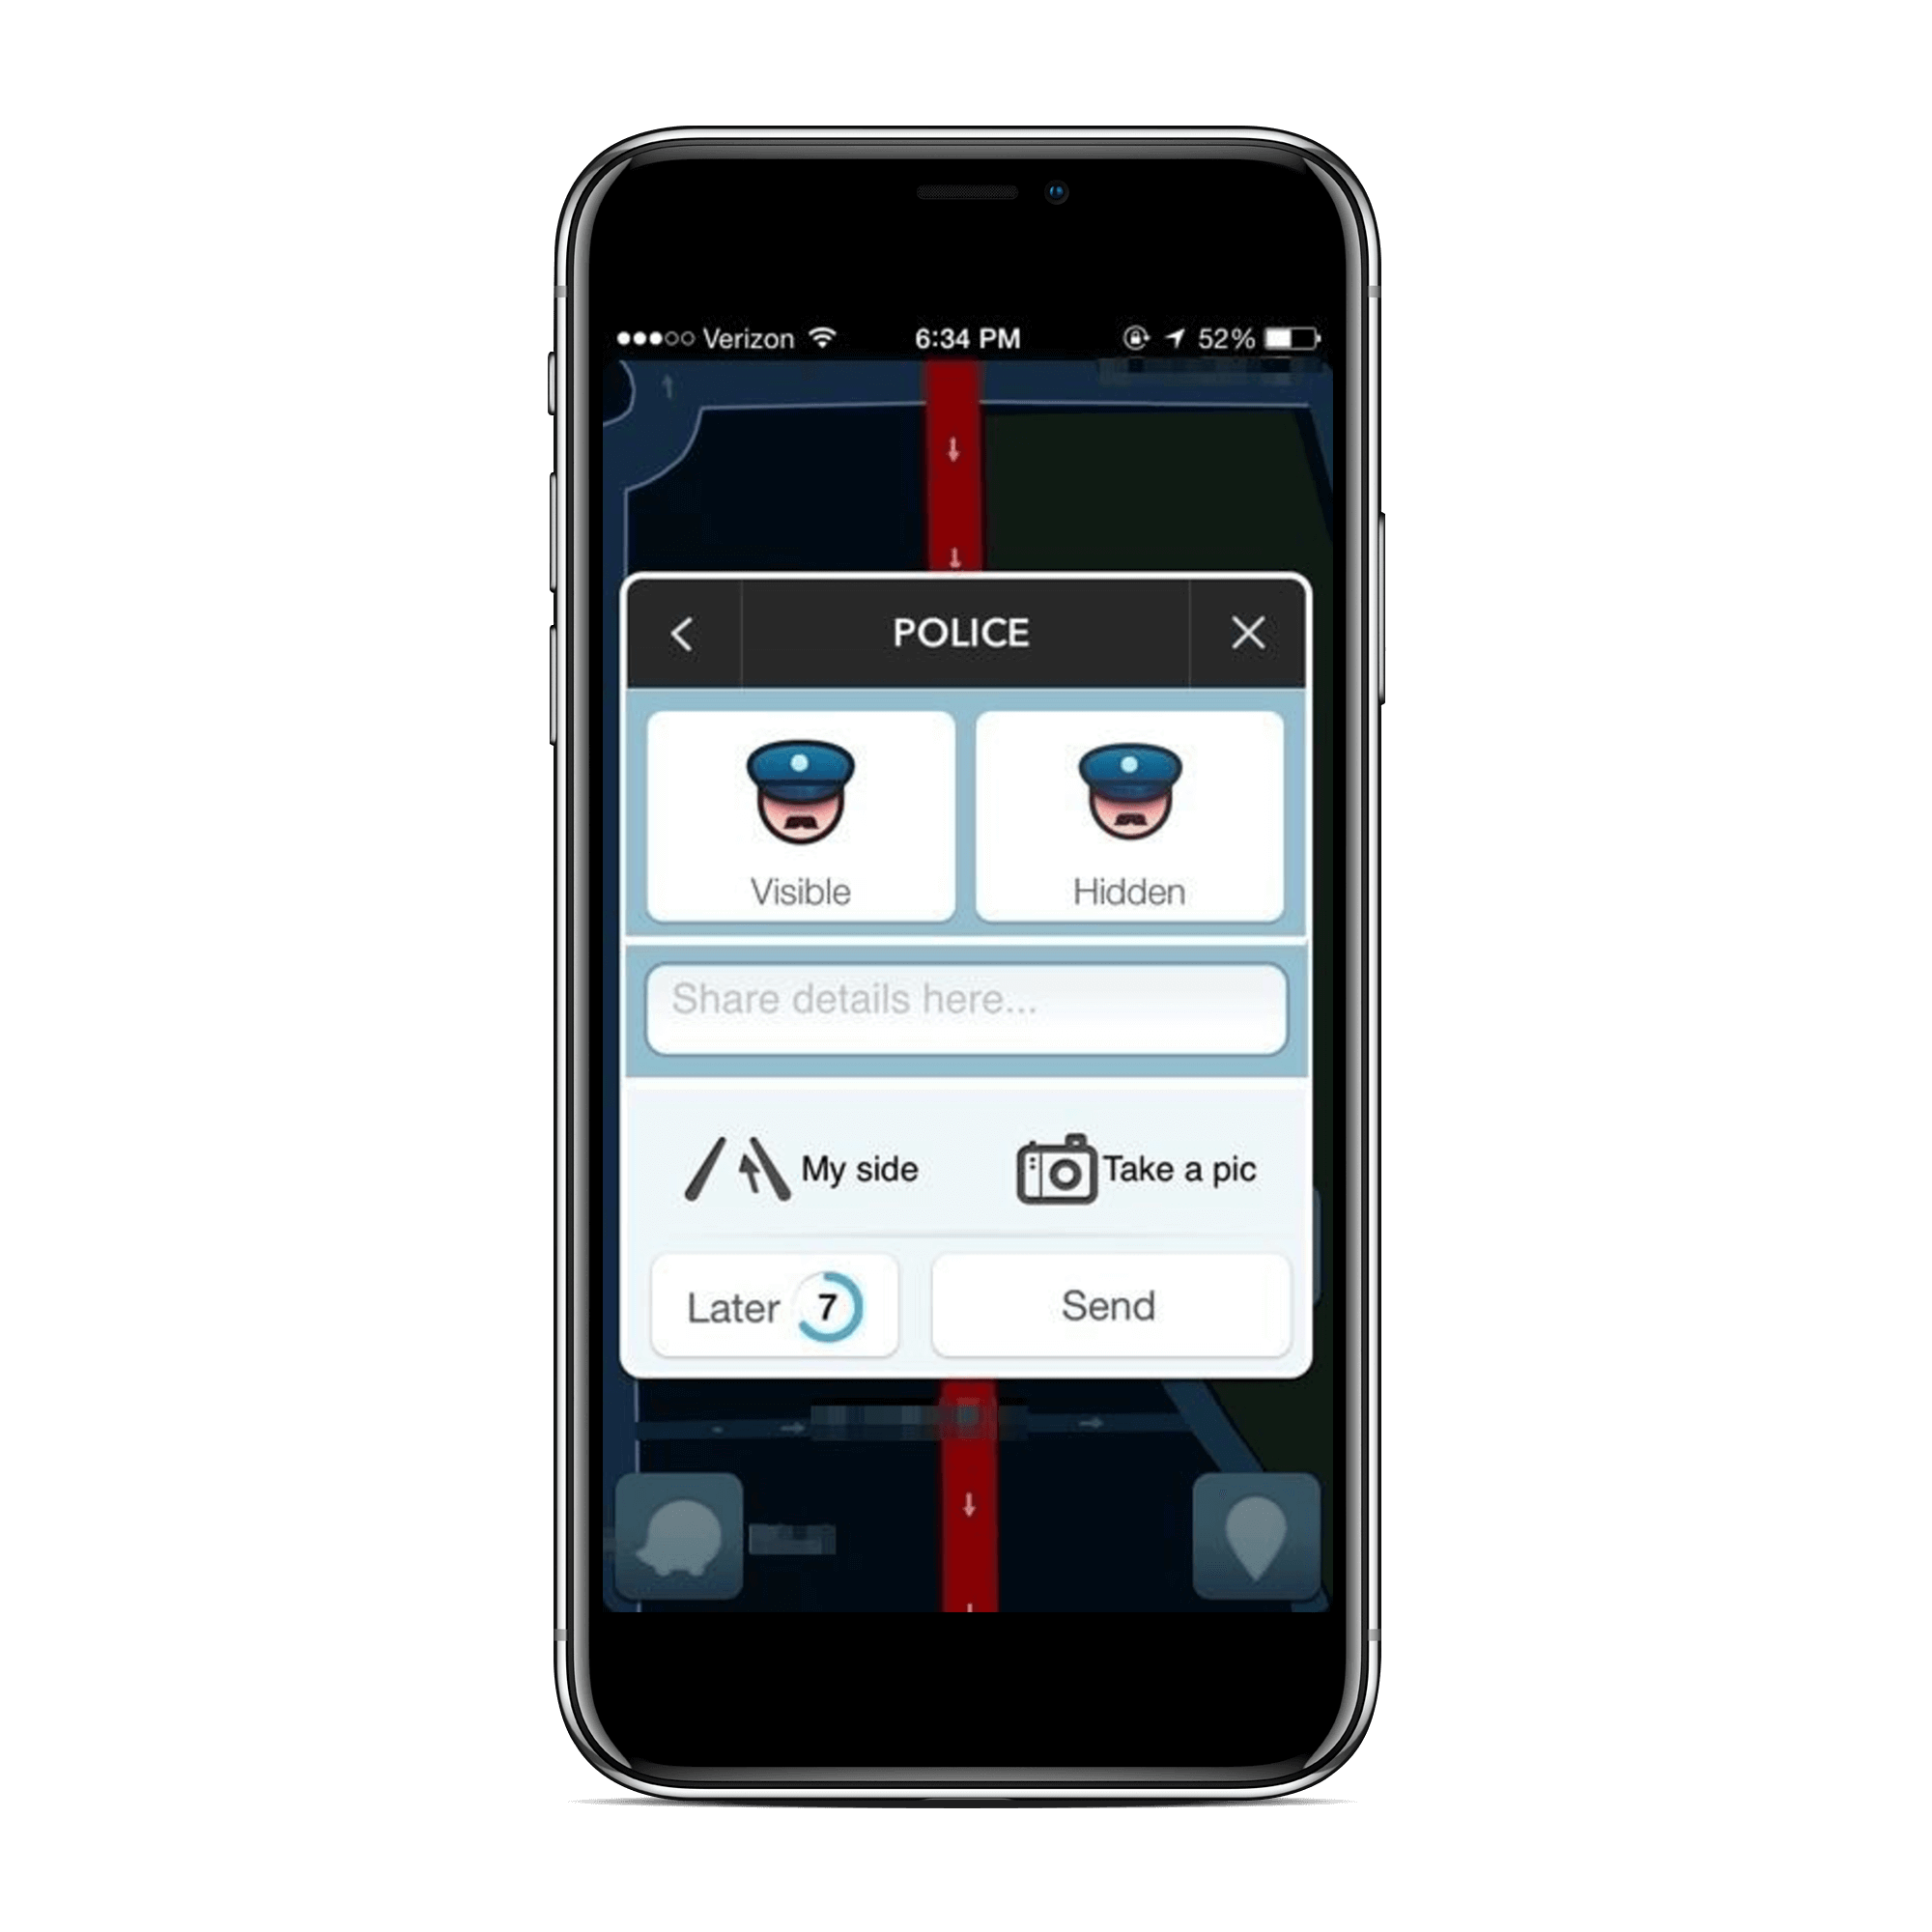 Verizon 6:34 PM 52%
POLICE
Visible Hidden
Share details here...
My side Take a pic
Later 7 Send